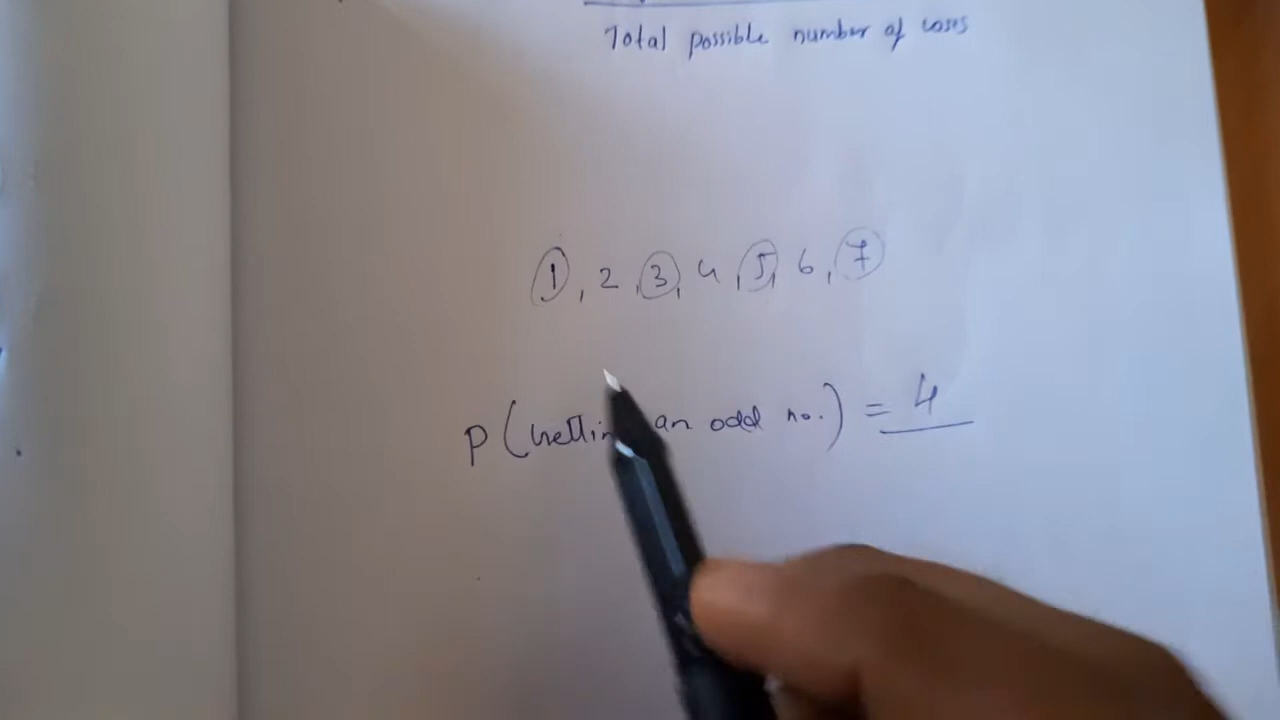 Total possible number of cases
1, 2, 3, 4, 5, 6, 7
P( an odd no.) = 4